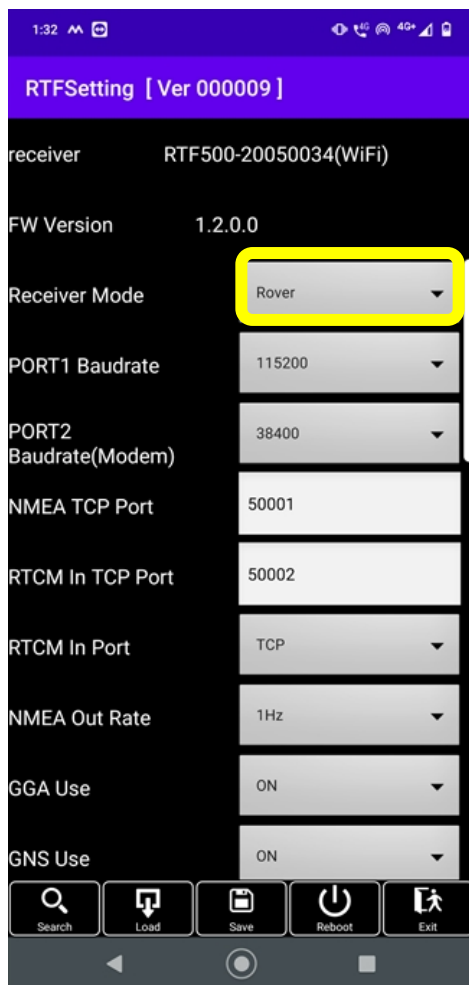 1:32 4G 4G+
RTFSetting [ Ver 000009 ]
receiver RTF500-20050034(WiFi)
FW Version 1.2.0.0
Receiver Mode Rover
PORT1 Baudrate 115200
PORT2
Baudrate(Modem) 38400
NMEA TCP Port 50001
RTCM In TCP Port 50002
RTCM In Port TCP
NMEA Out Rate 1Hz
GGA Use ON
GNS Use ON
Search Load Save Reboot Exit